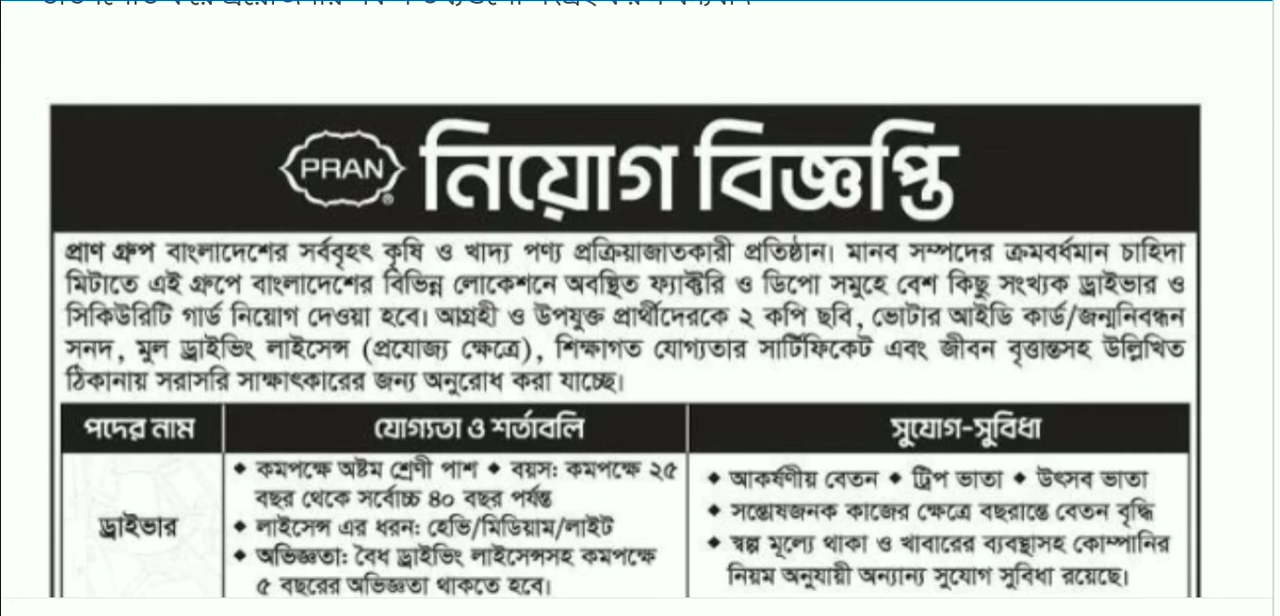 PRAN
নিয়োগ বিজ্ঞপ্তি
প্রাণ গ্রুপ বাংলাদেশের সর্ববৃহৎ কৃষি ও খাদ্য পণ্য প্রক্রিয়াজাতকারী প্রতিষ্ঠান। মানব সম্পদের ক্রমবর্ধমান চাহিদা
মিটাতে এই গ্রুপে বাংলাদেশের বিভিন্ন লোকেশনে অবস্থিত ফ্যাক্টরি ও ডিপো সমূহে বেশ কিছু সংখ্যক ড্রাইভার ও
সিকিউরিটি গার্ড নিয়োগ দেওয়া হবে। আগ্রহী ও উপযুক্ত প্রার্থীদেরকে ২ কপি ছবি, ভোটার আইডি কার্ড/জন্মনিবন্ধন
সনদ, মূল ড্রাইভিং লাইসেন্স (প্রযোজ্য ক্ষেত্রে), শিক্ষাগত যোগ্যতার সার্টিফিকেট এবং জীবন বৃত্তান্তসহ উল্লিখিত
ঠিকানায় সরাসরি সাক্ষাৎকারের জন্য অনুরোধ করা যাচ্ছে।
পদের নাম
যোগ্যতা ও শর্তাবলি
সুযোগ-সুবিধা
ড্রাইভার
◆ কমপক্ষে অষ্টম শ্রেণী পাশ ◆ বয়স: কমপক্ষে ২৫
বছর থেকে সর্বোচ্চ ৪০ বছর পর্যন্ত
◆ লাইসেন্স এর ধরন: হেভি/মিডিয়াম/লাইট
◆ অভিজ্ঞতা: বৈধ ড্রাইভিং লাইসেন্সসহ কমপক্ষে
৫ বছরের অভিজ্ঞতা থাকতে হবে।
◆ আকর্ষণীয় বেতন ◆ ট্রিপ ভাতা ◆ উৎসব ভাতা
◆ সন্তোষজনক কাজের ক্ষেত্রে বছরান্তে বেতন বৃদ্ধি
◆ স্বল্প মূল্যে থাকা ও খাবারের ব্যবস্থাসহ কোম্পানির
নিয়ম অনুযায়ী অন্যান্য সুযোগ সুবিধা রয়েছে।